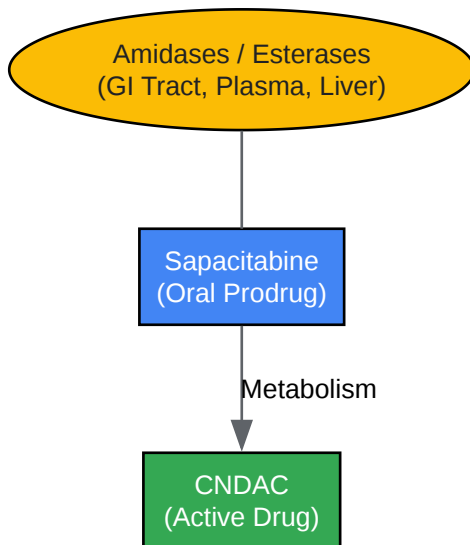 Amidases / Esterases
(GI Tract, Plasma, Liver)
Sapacitabine
(Oral Prodrug)
Metabolism
CNDAC
(Active Drug)